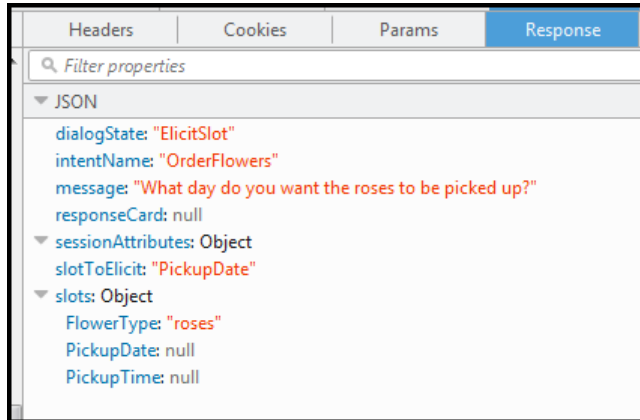 Headers Cookies Params Response
Filter properties
JSON
dialogState: "ElicitSlot"
intentName: "OrderFlowers"
message: "What day do you want the roses to be picked up?"
responseCard: null
sessionAttributes: Object
slotToElicit: "PickupDate"
slots: Object
FlowerType: "roses"
PickupDate: null
PickupTime: null